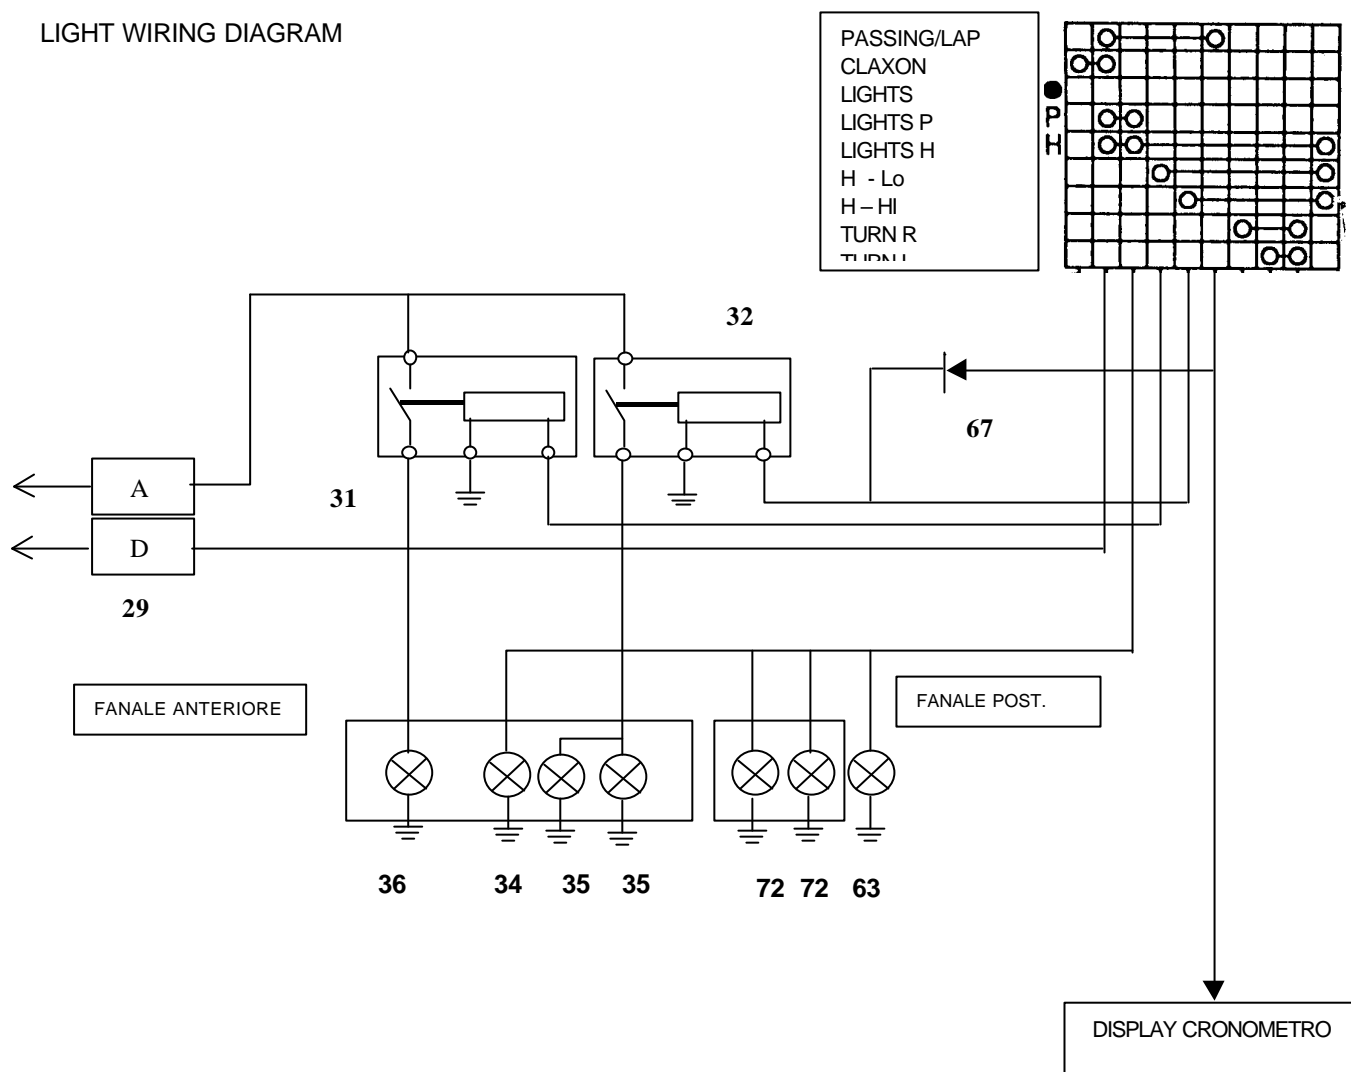 LIGHT WIRING DIAGRAM
PASSING/LAP
CLAXON
LIGHTS
LIGHTS P
LIGHTS H
H - Lo
H – HI
TURN R
TURN L
P
H
32
67
A
31
D
29
FANALE ANTERIORE
FANALE POST.
36 34 35 35 72 72 63
DISPLAY CRONOMETRO